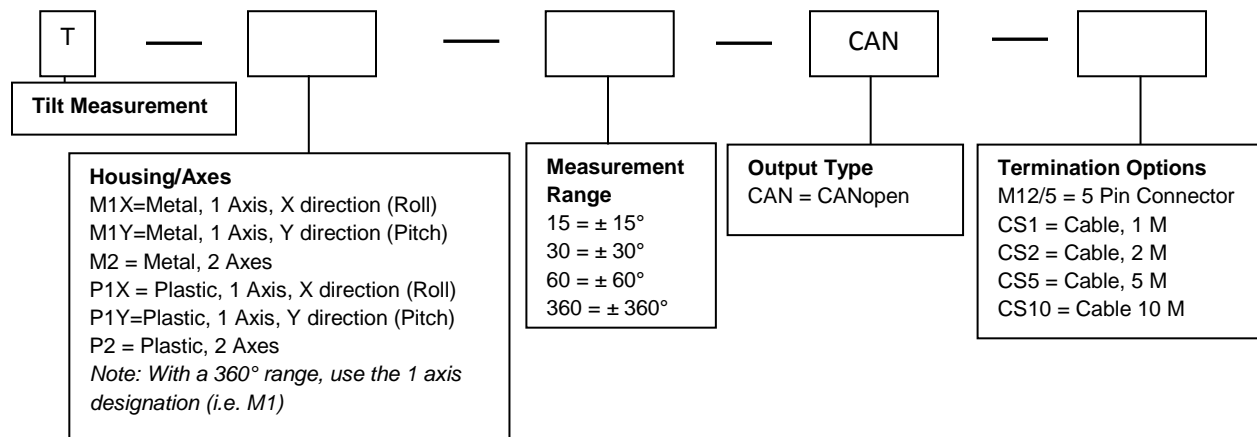 T
CAN
Tilt Measurement
Housing/Axes
M1X=Metal, 1 Axis, X direction (Roll)
M1Y=Metal, 1 Axis, Y direction (Pitch)
M2 = Metal, 2 Axes
P1X = Plastic, 1 Axis, X direction (Roll)
P1Y=Plastic, 1 Axis, Y direction (Pitch)
P2 = Plastic, 2 Axes
Note: With a 360° range, use the 1 axis
designation (i.e. M1)
Measurement
Range
15 = ± 15°
30 = ± 30°
60 = ± 60°
360 = ± 360°
Output Type
CAN = CANopen
Termination Options
M12/5 = 5 Pin Connector
CS1 = Cable, 1 M
CS2 = Cable, 2 M
CS5 = Cable, 5 M
CS10 = Cable 10 M